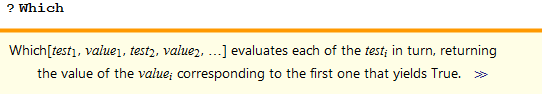 ? Which
Which[test₁, value₁, test₂, value₂, …] evaluates each of the testᵢ in turn, returning
the value of the valueᵢ corresponding to the first one that yields True. ≫